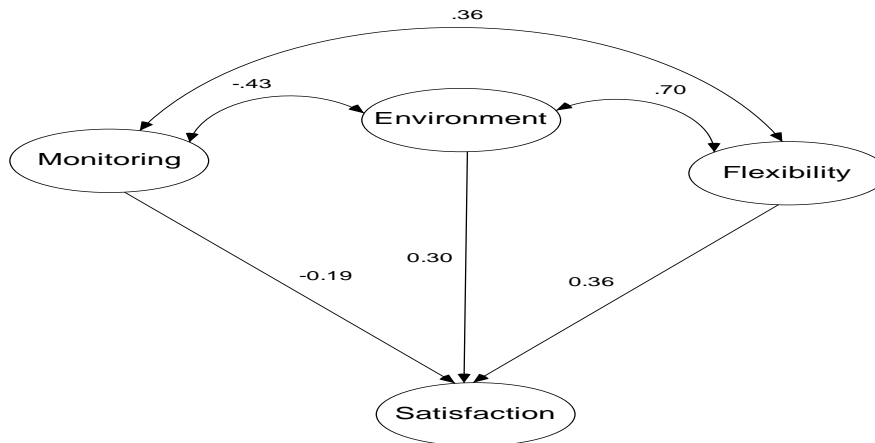 .36
-.43
.70
Environment
Monitoring
Flexibility
0.30
-0.19
0.36
Satisfaction